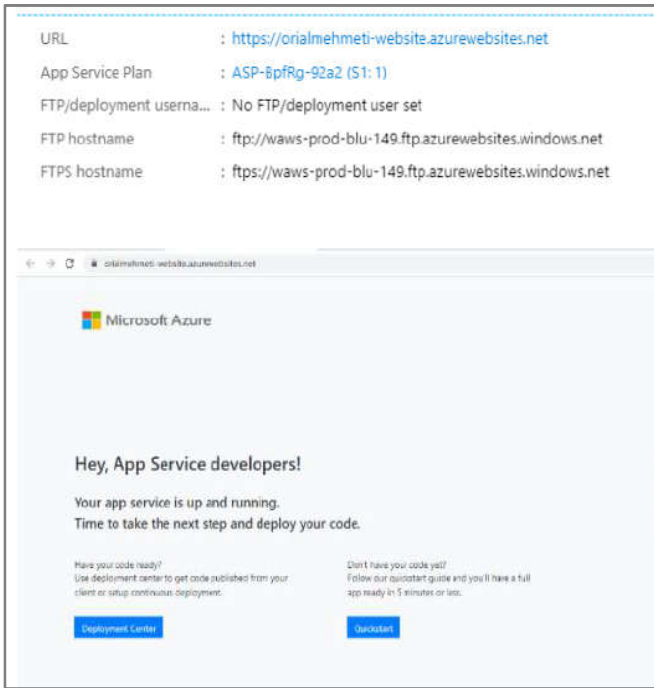 URL : https://orialmehmeti-website.azurewebsites.net
App Service Plan : ASP-BpfRg-92a2 (S1: 1)
FTP/deployment userna... : No FTP/deployment user set
FTP hostname : ftp://waws-prod-blu-149.ftp.azurewebsites.windows.net
FTPS hostname : ftps://waws-prod-blu-149.ftp.azurewebsites.windows.net
orialmehmeti-website.azurewebsites.net
Microsoft Azure
Hey, App Service developers!
Your app service is up and running.
Time to take the next step and deploy your code.
Have your code ready?
Use deployment center to get code published from your
client or setup continuous deployment.
Deployment Center
Don't have your code yet?
Follow our quickstart guide and you'll have a full
app ready in 5 minutes or less.
Quickstart